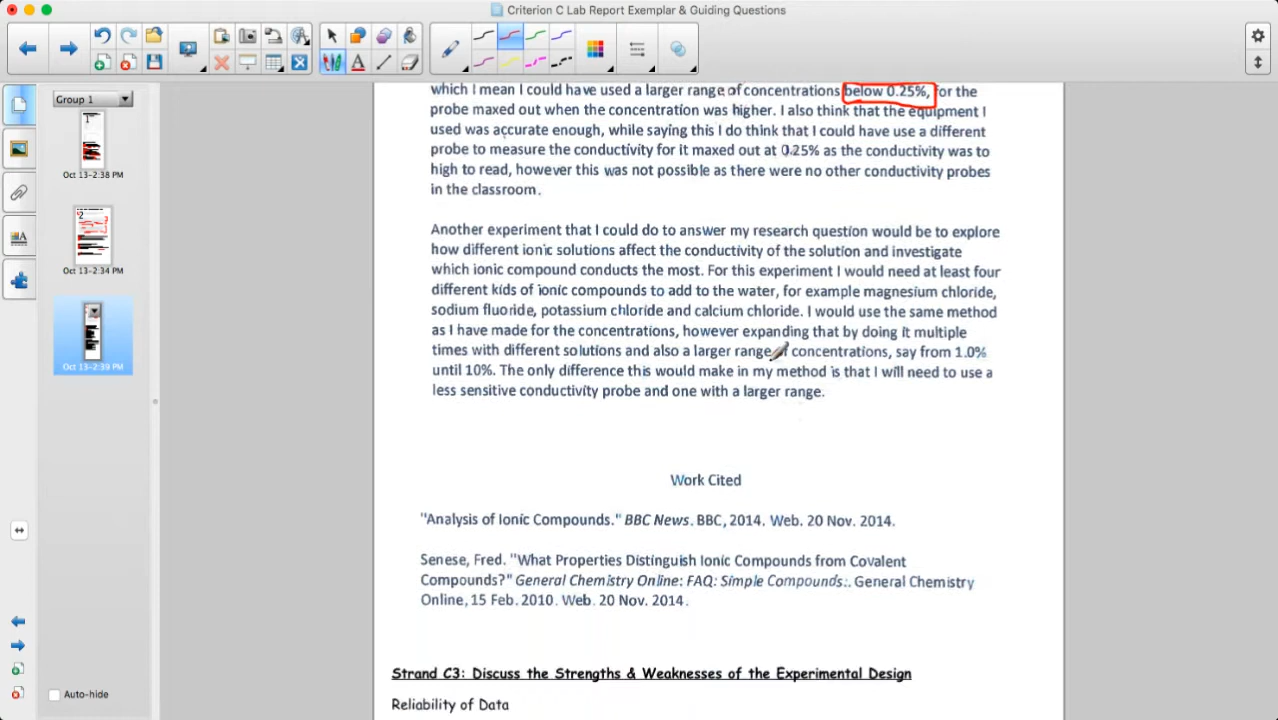 Criterion C Lab Report Exemplar & Guiding Questions
Group 1
Oct 13-2:38 PM
Oct 13-2:34 PM
Oct 13-2:39 PM
Auto-hide
which I mean I could have used a larger range of concentrations below 0.25%, for the
probe maxed out when the concentration was higher. I also think that the equipment I
used was accurate enough, while saying this I do think that I could have use a different
probe to measure the conductivity for it maxed out at 0.25% as the conductivity was to
high to read, however this was not possible as there were no other conductivity probes
in the classroom.
Another experiment that I could do to answer my research question would be to explore
how different ionic solutions affect the conductivity of the solution and investigate
which ionic compound conducts the most. For this experiment I would need at least four
different kids of ionic compounds to add to the water, for example magnesium chloride,
sodium fluoride, potassium chloride and calcium chloride. I would use the same method
as I have made for the concentrations, however expanding that by doing it multiple
times with different solutions and also a larger range of concentrations, say from 1.0%
until 10%. The only difference this would make in my method is that I will need to use a
less sensitive conductivity probe and one with a larger range.
Work Cited
"Analysis of Ionic Compounds." BBC News. BBC, 2014. Web. 20 Nov. 2014.
Senese, Fred. "What Properties Distinguish Ionic Compounds from Covalent
Compounds?" General Chemistry Online: FAQ: Simple Compounds:. General Chemistry
Online, 15 Feb. 2010. Web. 20 Nov. 2014.
Strand C3: Discuss the Strengths & Weaknesses of the Experimental Design
Reliability of Data